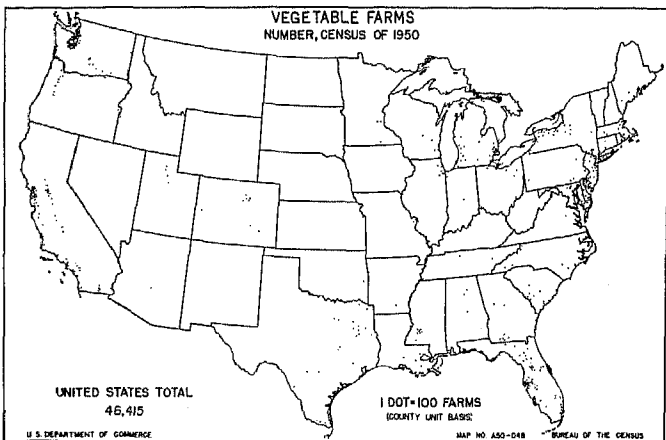 VEGETABLE FARMS
NUMBER, CENSUS OF 1950
UNITED STATES TOTAL
46,415
1 DOT=100 FARMS
(COUNTY UNIT BASIS)
U. S. DEPARTMENT OF COMMERCE
MAP NO. A50-048
BUREAU OF THE CENSUS